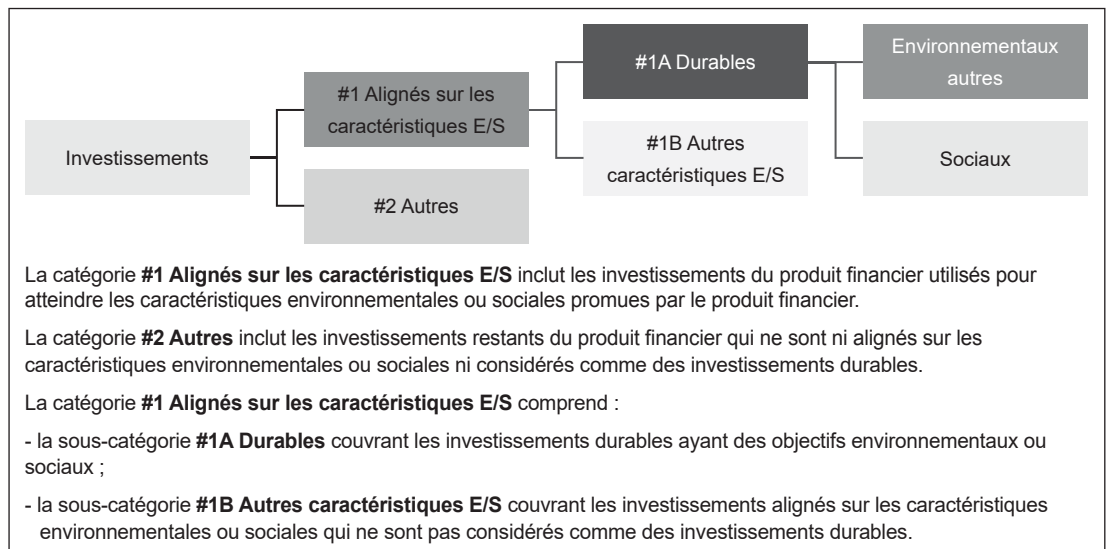 Investissements
#1 Alignés sur les
caractéristiques E/S
#2 Autres
#1A Durables
#1B Autres
caractéristiques E/S
Environnementaux
autres
Sociaux
La catégorie #1 Alignés sur les caractéristiques E/S inclut les investissements du produit financier utilisés pour
atteindre les caractéristiques environnementales ou sociales promues par le produit financier.
La catégorie #2 Autres inclut les investissements restants du produit financier qui ne sont ni alignés sur les
caractéristiques environnementales ou sociales ni considérés comme des investissements durables.
La catégorie #1 Alignés sur les caractéristiques E/S comprend :
- la sous-catégorie #1A Durables couvrant les investissements durables ayant des objectifs environnementaux ou
sociaux ;
- la sous-catégorie #1B Autres caractéristiques E/S couvrant les investissements alignés sur les caractéristiques
environnementales ou sociales qui ne sont pas considérés comme des investissements durables.